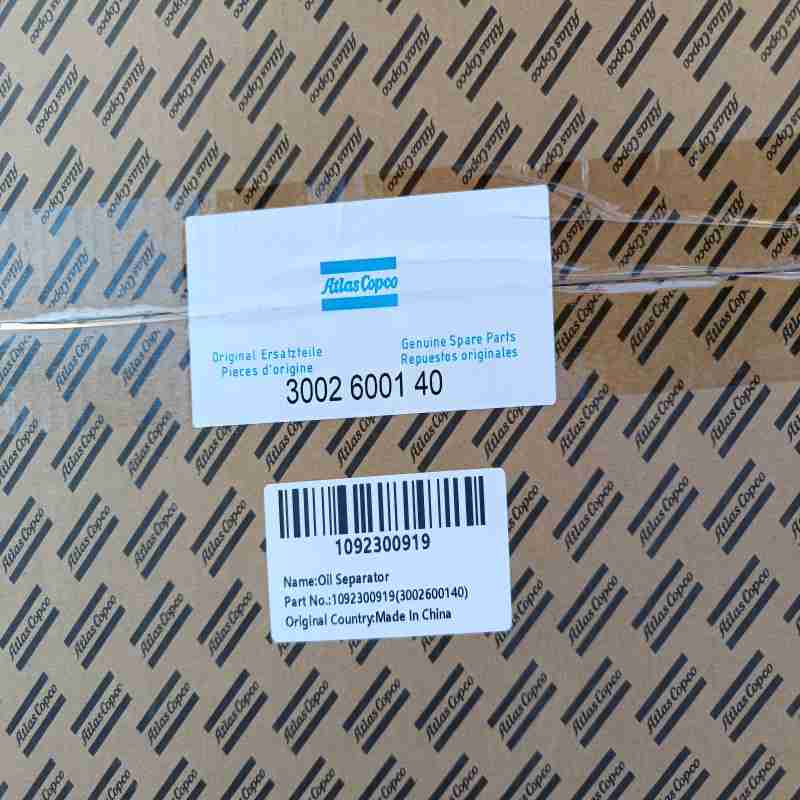 Atlas Copco
Original Ersatzteile
Pieces d'origine
Genuine Spare Parts
Repuestos originales
3002 6001 40
1092300919
Name:Oil Separator
Part No.:1092300919(3002600140)
Original Country:Made In China